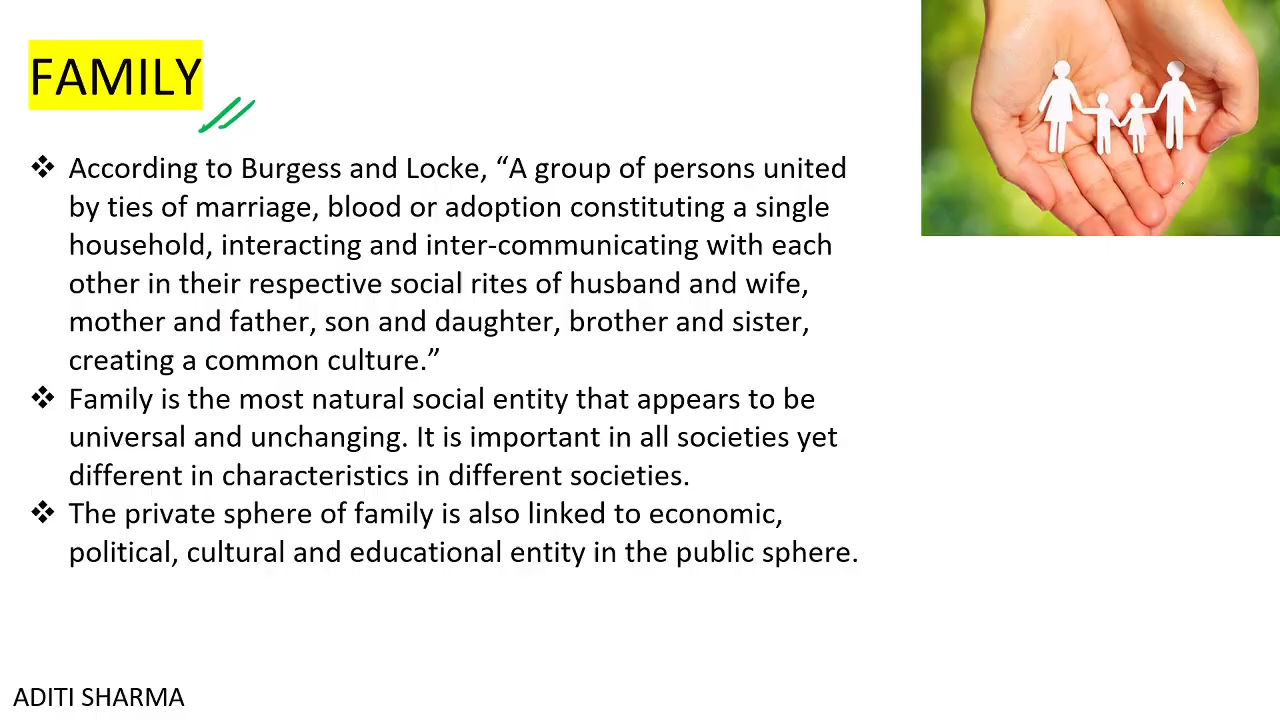 FAMILY
❖ According to Burgess and Locke, “A group of persons united
by ties of marriage, blood or adoption constituting a single
household, interacting and inter-communicating with each
other in their respective social rites of husband and wife,
mother and father, son and daughter, brother and sister,
creating a common culture.”
❖ Family is the most natural social entity that appears to be
universal and unchanging. It is important in all societies yet
different in characteristics in different societies.
❖ The private sphere of family is also linked to economic,
political, cultural and educational entity in the public sphere.
ADITI SHARMA